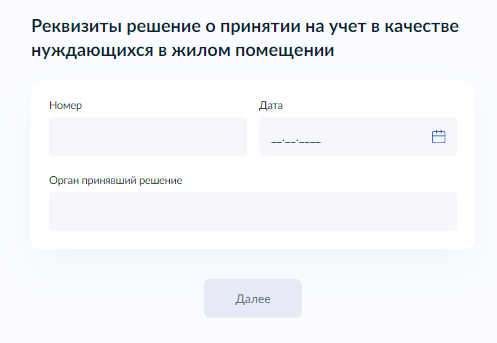 Реквизиты решение о принятии на учет в качестве
нуждающихся в жилом помещении
Номер
Дата
__.__.____
Орган принявший решение
Далее